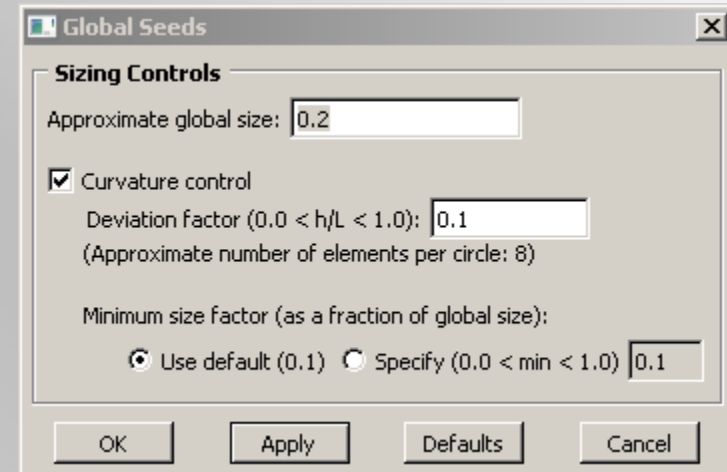 Global Seeds
Sizing Controls
Approximate global size: 0.2
Curvature control
Deviation factor (0.0 < h/L < 1.0): 0.1
(Approximate number of elements per circle: 8)
Minimum size factor (as a fraction of global size):
Use default (0.1) Specify (0.0 < min < 1.0) 0.1
OK Apply Defaults Cancel